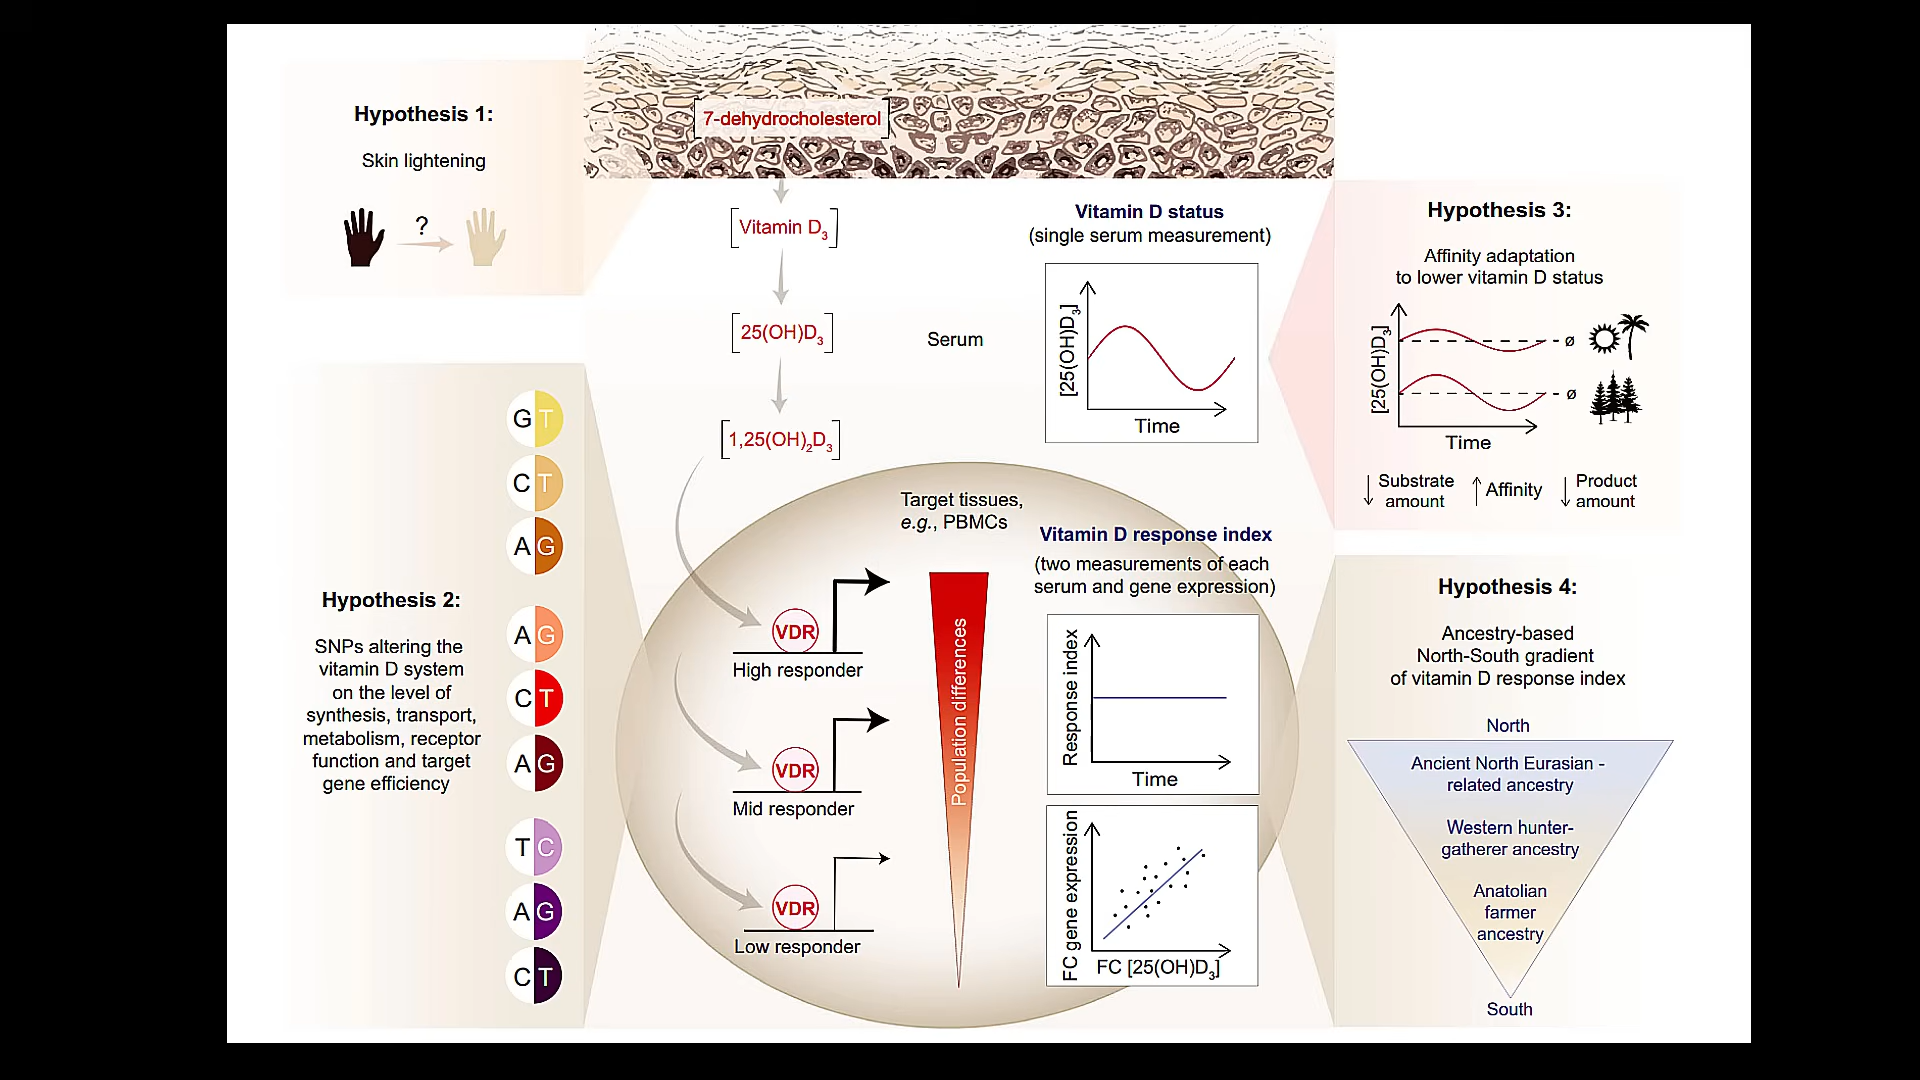 Hypothesis 1:
Skin lightening
?
7-dehydrocholesterol
[Vitamin D₃]
[25(OH)D₃]
[1,25(OH)₂D₃]
Serum
Vitamin D status
(single serum measurement)
[25(OH)D₃]
Time
Hypothesis 3:
Affinity adaptation
to lower vitamin D status
[25(OH)D₃]
ø
ø
Time
↓ Substrate amount
↑ Affinity
↓ Product amount
Hypothesis 2:
SNPs altering the
vitamin D system
on the level of
synthesis, transport,
metabolism, receptor
function and target
gene efficiency
G T
C T
A G
A G
C T
A G
T C
A G
C T
Target tissues,
e.g., PBMCs
VDR
High responder
VDR
Mid responder
VDR
Low responder
Population differences
Vitamin D response index
(two measurements of each
serum and gene expression)
Response index
Time
FC gene expression
FC [25(OH)D₃]
Hypothesis 4:
Ancestry-based
North-South gradient
of vitamin D response index
North
Ancient North Eurasian -
related ancestry
Western hunter-
gatherer ancestry
Anatolian
farmer
ancestry
South